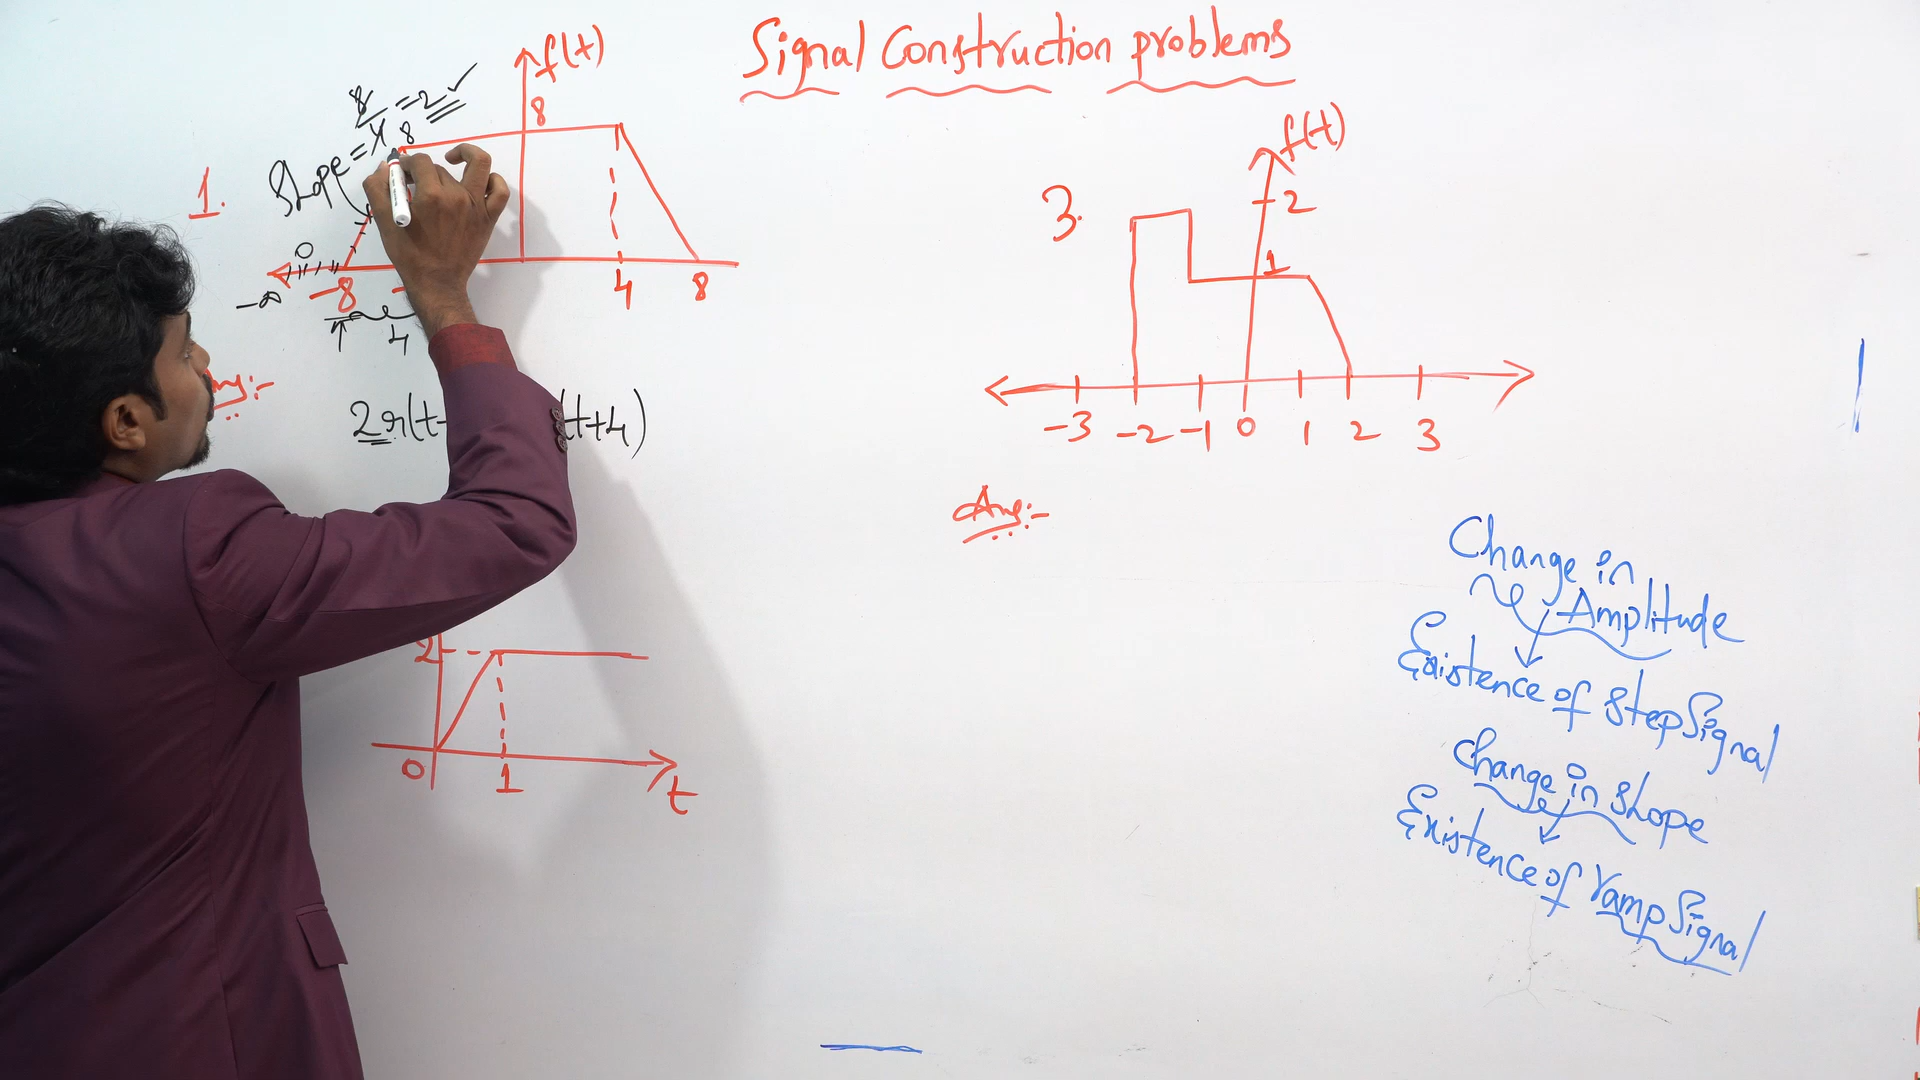 Signal Construction problems
1.
f(t)
8
8/4 = 2 ✓
Slope =
8
0
-∞
-8
4
8
4
Ans:-
2r(t
(t+4)
2
0
1
t
3.
f(t)
2
1
-3 -2 -1 0 1 2 3
Ans:-
Change in
Amplitude
Existence of Step Signal
Change in Slope
Existence of ramp Signal